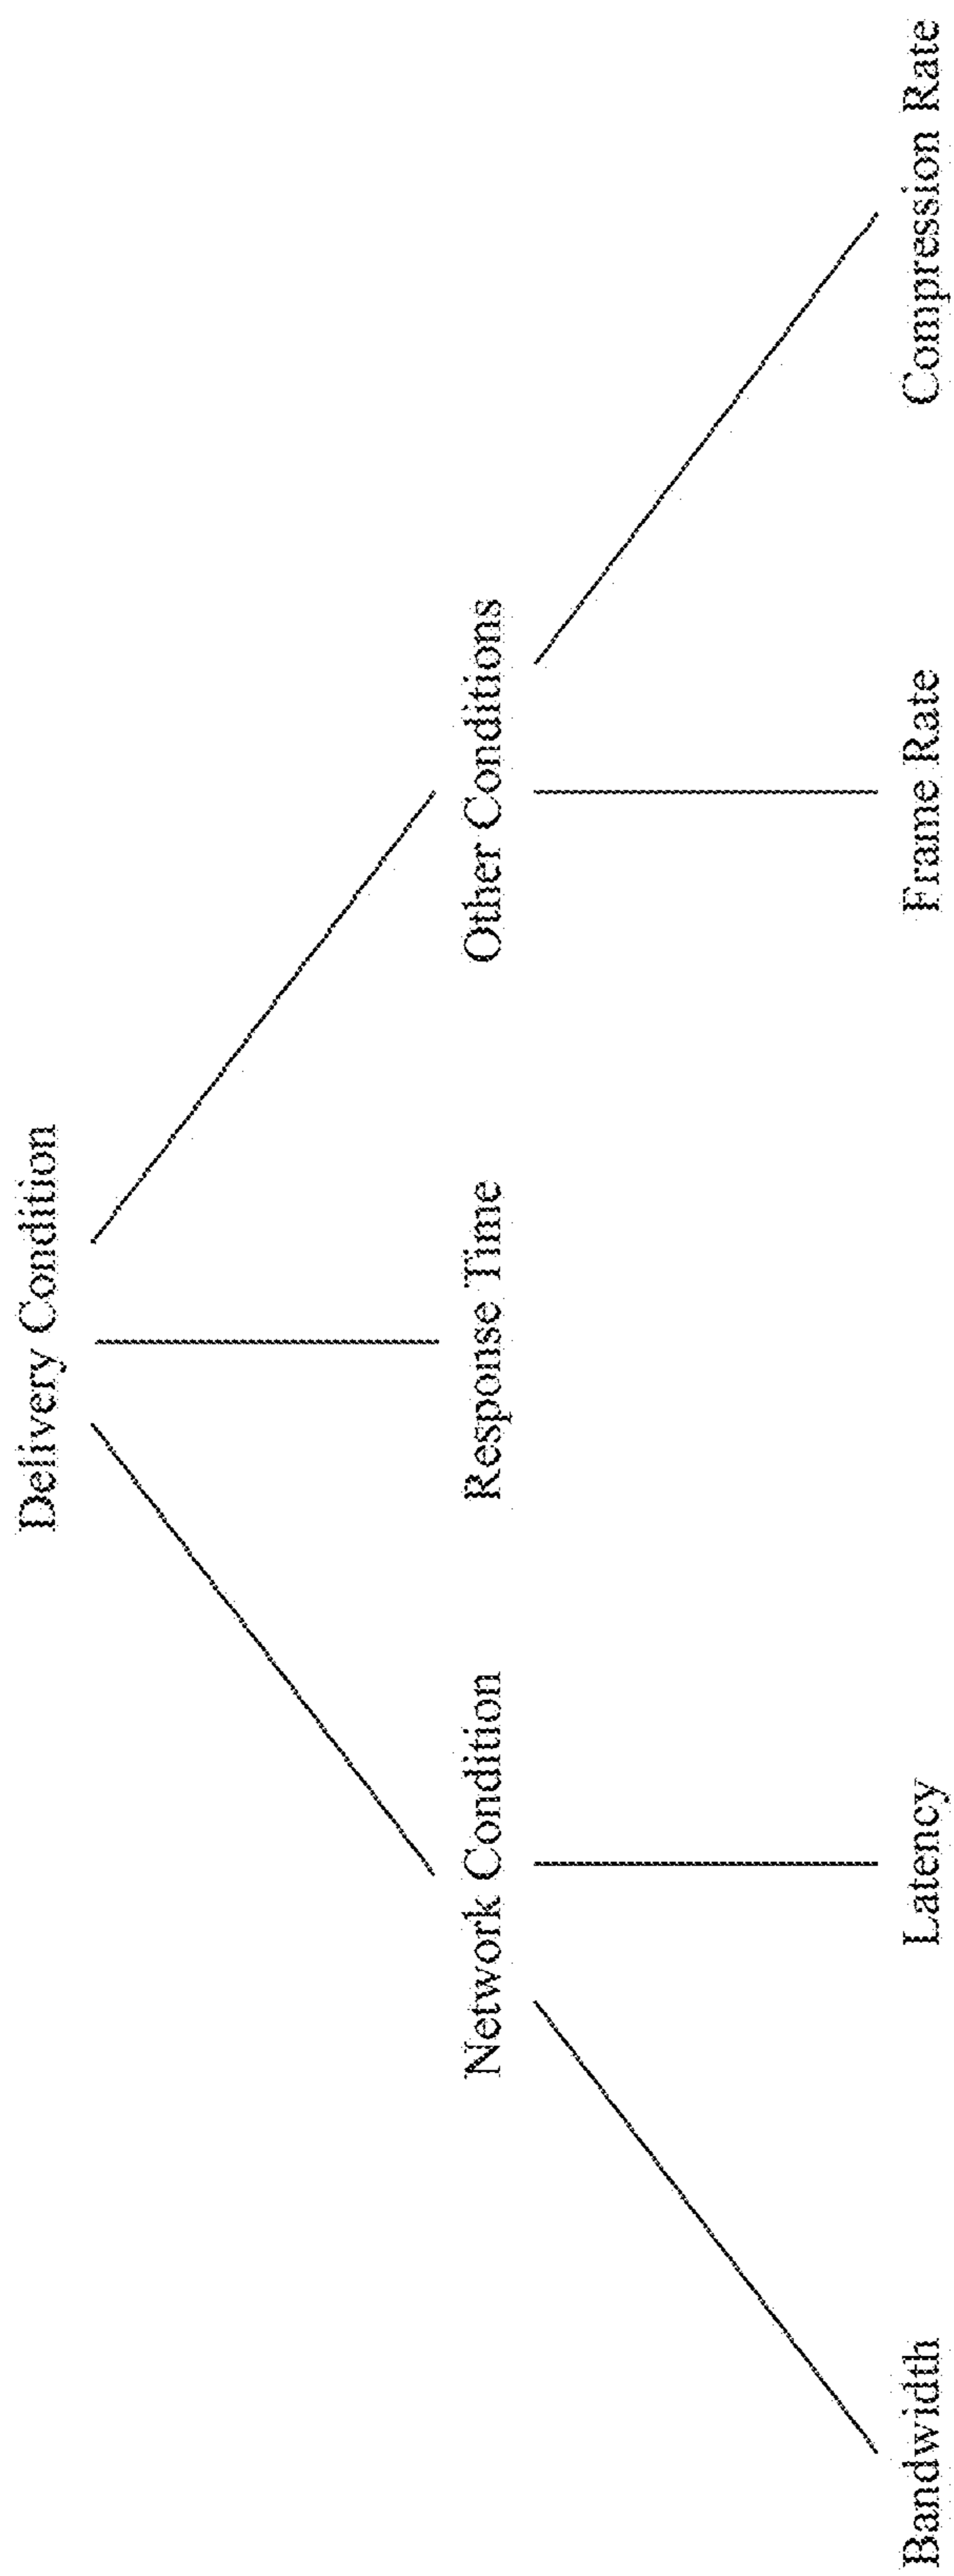 Delivery Condition
Network Condition
Response Time
Other Conditions
Bandwidth
Latency
Frame Rate
Compression Rate